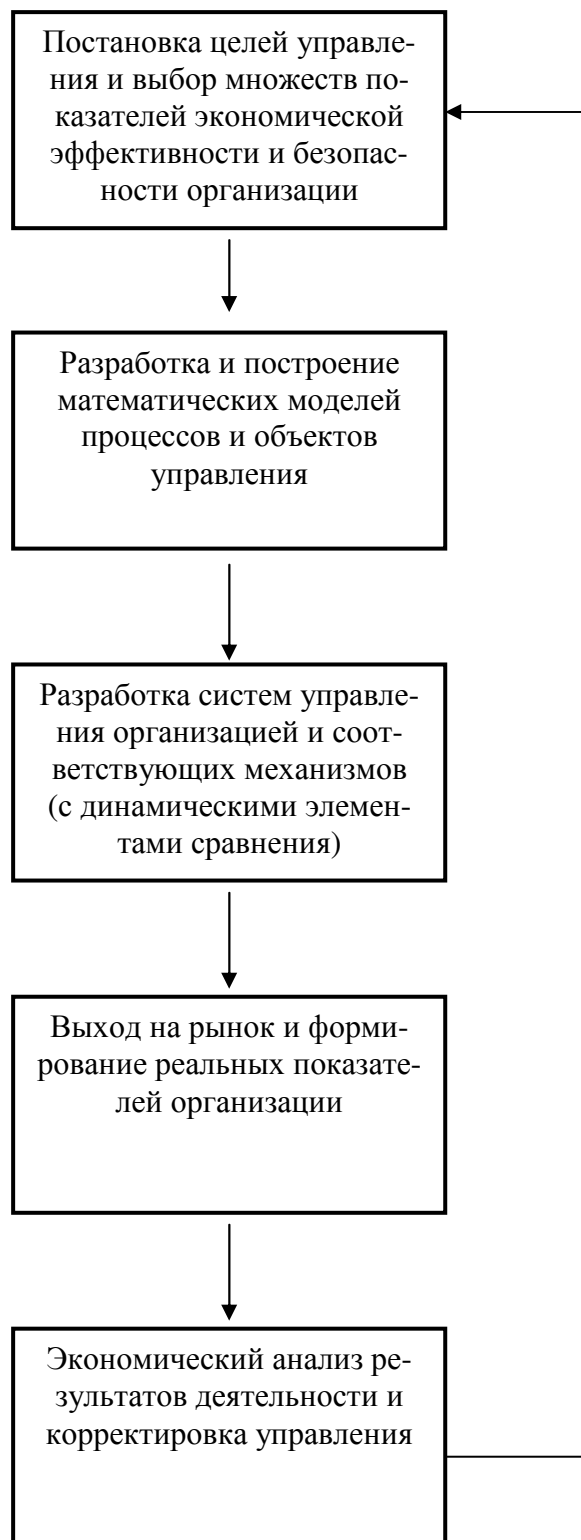 Постановка целей управле-
ния и выбор множеств по-
казателей экономической
эффективности и безопас-
ности организации
Разработка и построение
математических моделей
процессов и объектов
управления
Разработка систем управле-
ния организацией и соот-
ветствующих механизмов
(с динамическими элемен-
тами сравнения)
Выход на рынок и форми-
рование реальных показате-
лей организации
Экономический анализ ре-
зультатов деятельности и
корректировка управления